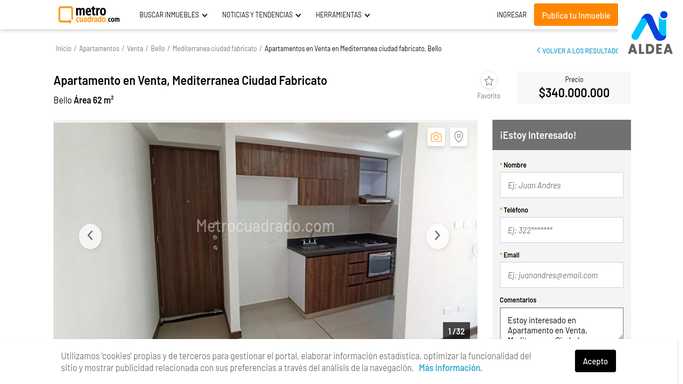 metro
cuadrado.com
BUSCAR INMUEBLES
NOTICIAS Y TENDENCIAS
HERRAMIENTAS
INGRESAR
Publica tu Inmueble
ALDEA
Inicio / Apartamentos / Venta / Bello / Mediterranea ciudad fabricato / Apartamentos en Venta en Mediterranea ciudad fabricato, Bello
VOLVER A LOS RESULTAD
Apartamento en Venta, Mediterranea Ciudad Fabricato
Bello Área 62 m²
Favorito
Precio
$340.000.000
¡Estoy Interesado!
* Nombre
Ej: Juan Andres
* Teléfono
Ej: 322*******
* Email
Ej: juanandres@email.com
Comentarios
Estoy interesado en
Apartamento en Venta,
Metrocuadrado.com
1 / 32
Utilizamos 'cookies' propias y de terceros para gestionar el portal, elaborar información estadística, optimizar la funcionalidad del
sitio y mostrar publicidad relacionada con sus preferencias a través del análisis de la navegación. Más Información.
Acepto